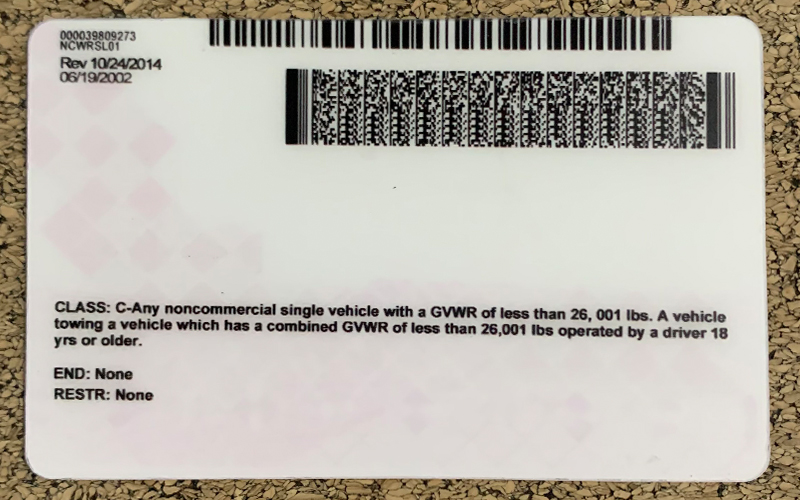 000039809273
NCWRSL01
Rev 10/24/2014
06/19/2002
CLASS: C-Any noncommercial single vehicle with a GVWR of less than 26, 001 lbs. A vehicle
towing a vehicle which has a combined GVWR of less than 26,001 lbs operated by a driver 18
yrs or older.
END: None
RESTR: None